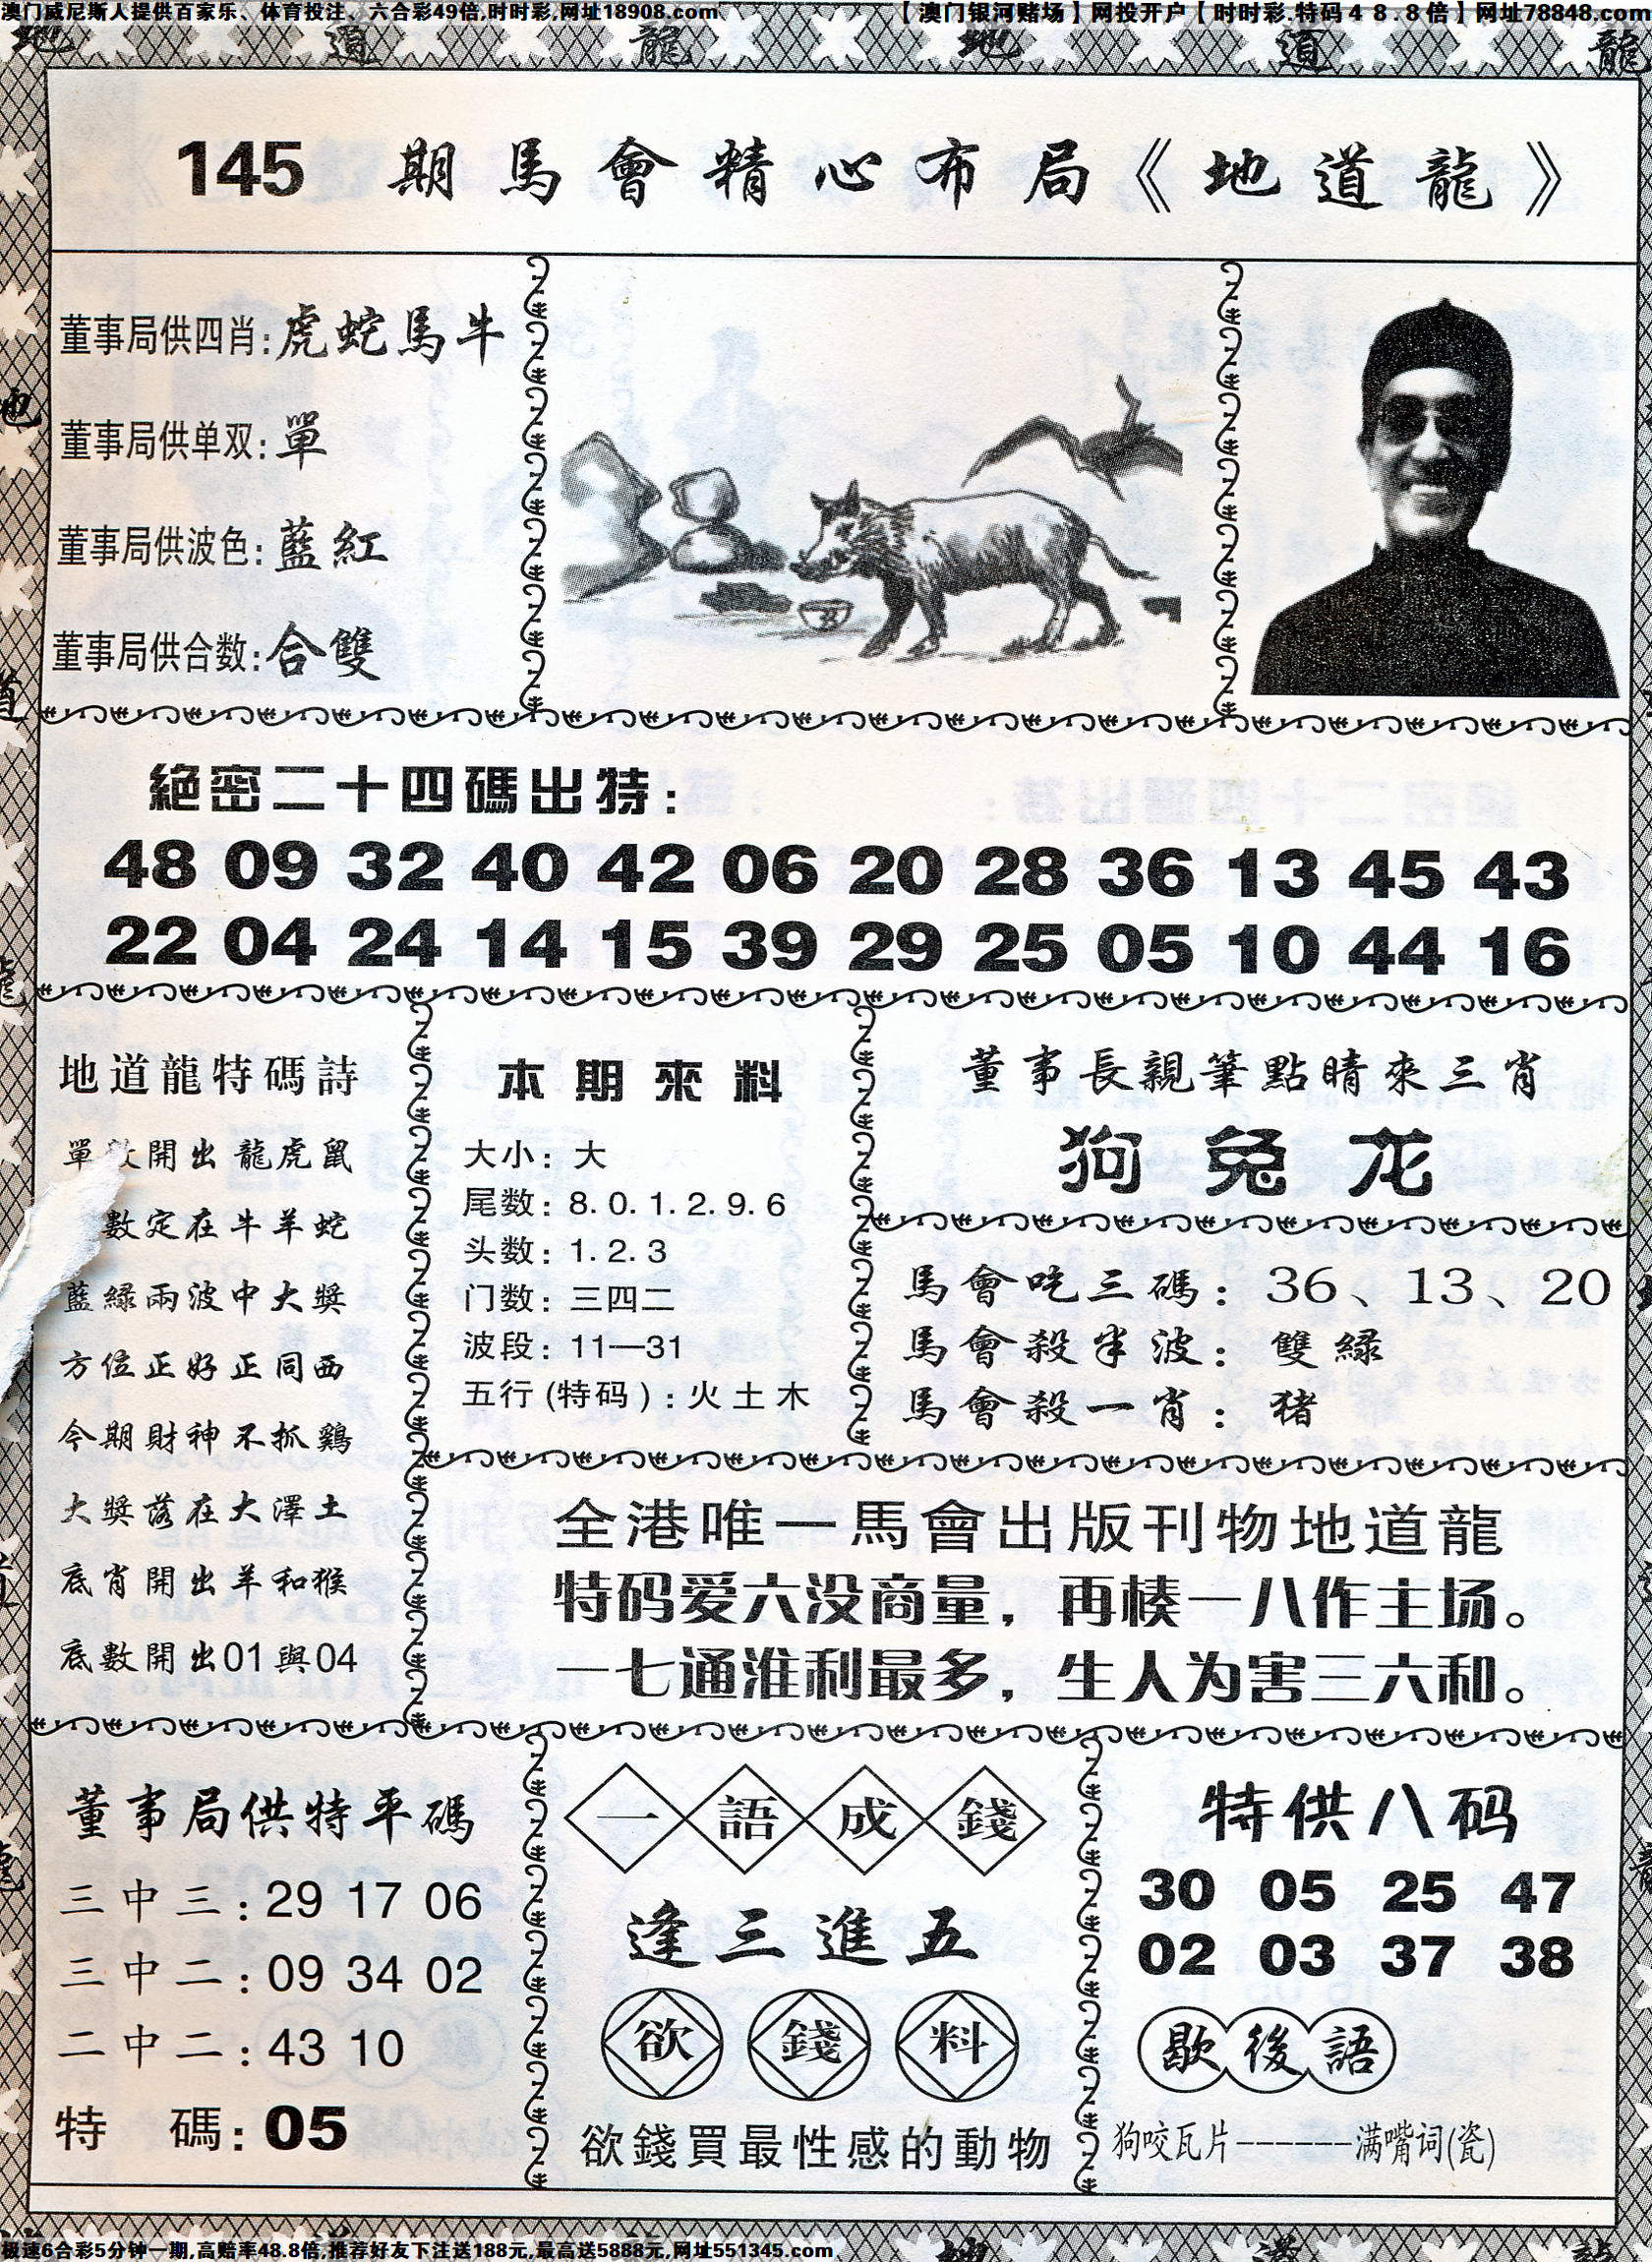 澳门威尼斯人提供百家乐、体育投注、六合彩49倍,时时彩,网址18908.com
【澳门银河赌场】网投开户【时时彩.特码48.8倍】网址78848.com
地 道 龍 地 道 龍
145 期馬會精心布局《地道龍》
董事局供四肖:虎蛇馬牛
董事局供单双:單
董事局供波色:藍紅
董事局供合数:合雙
絕密二十四碼出特:
48 09 32 40 42 06 20 28 36 13 45 43
22 04 24 14 15 39 29 25 05 10 44 16
地道龍特碼詩
單數開出龍虎鼠
數定在牛羊蛇
藍緑兩波中大獎
方位正好正同西
今期財神不抓鷄
大獎落在大澤土
底肖開出羊和猴
底數開出01與04
本期來料
大小:大
尾数:8.0.1.2.9.6
头数:1.2.3
门数:三四二
波段:11—31
五行(特码):火土木
董事長親筆點睛來三肖
狗兔龙
馬會吃三碼:36、13、20
馬會殺半波:雙緑
馬會殺一肖:猪
全港唯一馬會出版刊物地道龍
特码爱六没商量,再楱一八作主场。
一七通淮利最多,生人为害三六和。
董事局供特平碼
三中三:29 17 06
三中二:09 34 02
二中二:43 10
特 碼:05
一語成錢
逢三進五
欲錢料
欲錢買最性感的動物
特供八码
30 05 25 47
02 03 37 38
歇後語
狗咬瓦片------满嘴词(瓷)
极速6合彩5分钟一期,高赔率48.8倍,推荐好友下注送188元,最高送5888元,网址551345.com